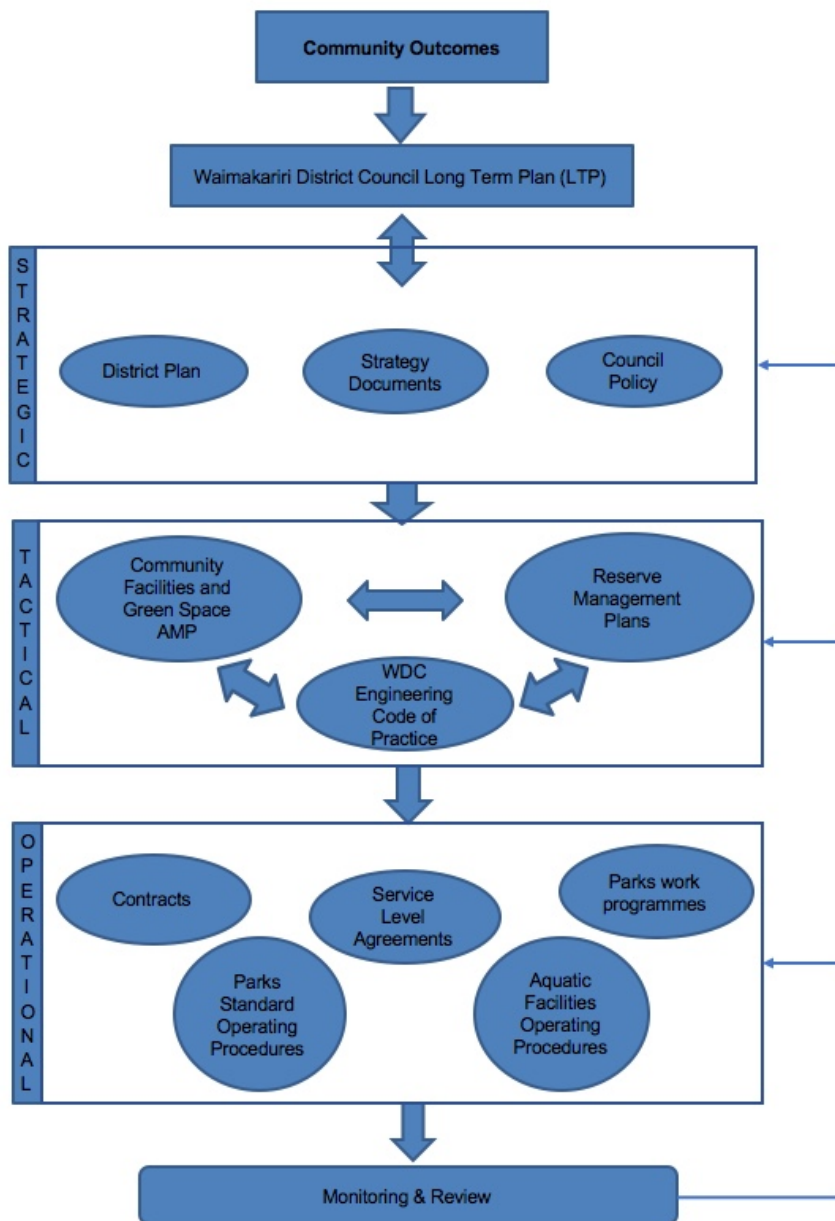 Community Outcomes
Waimakariri District Council Long Term Plan (LTP)
STRATEGIC
District Plan
Strategy
Documents
Council
Policy
TACTICAL
Community
Facilities and
Green Space
AMP
Reserve
Management
Plans
WDC
Engineering
Code of
Practice
OPERATIONAL
Contracts
Service
Level
Agreements
Parks work
programmes
Parks
Standard
Operating
Procedures
Aquatic
Facilities
Operating
Procedures
Monitoring & Review